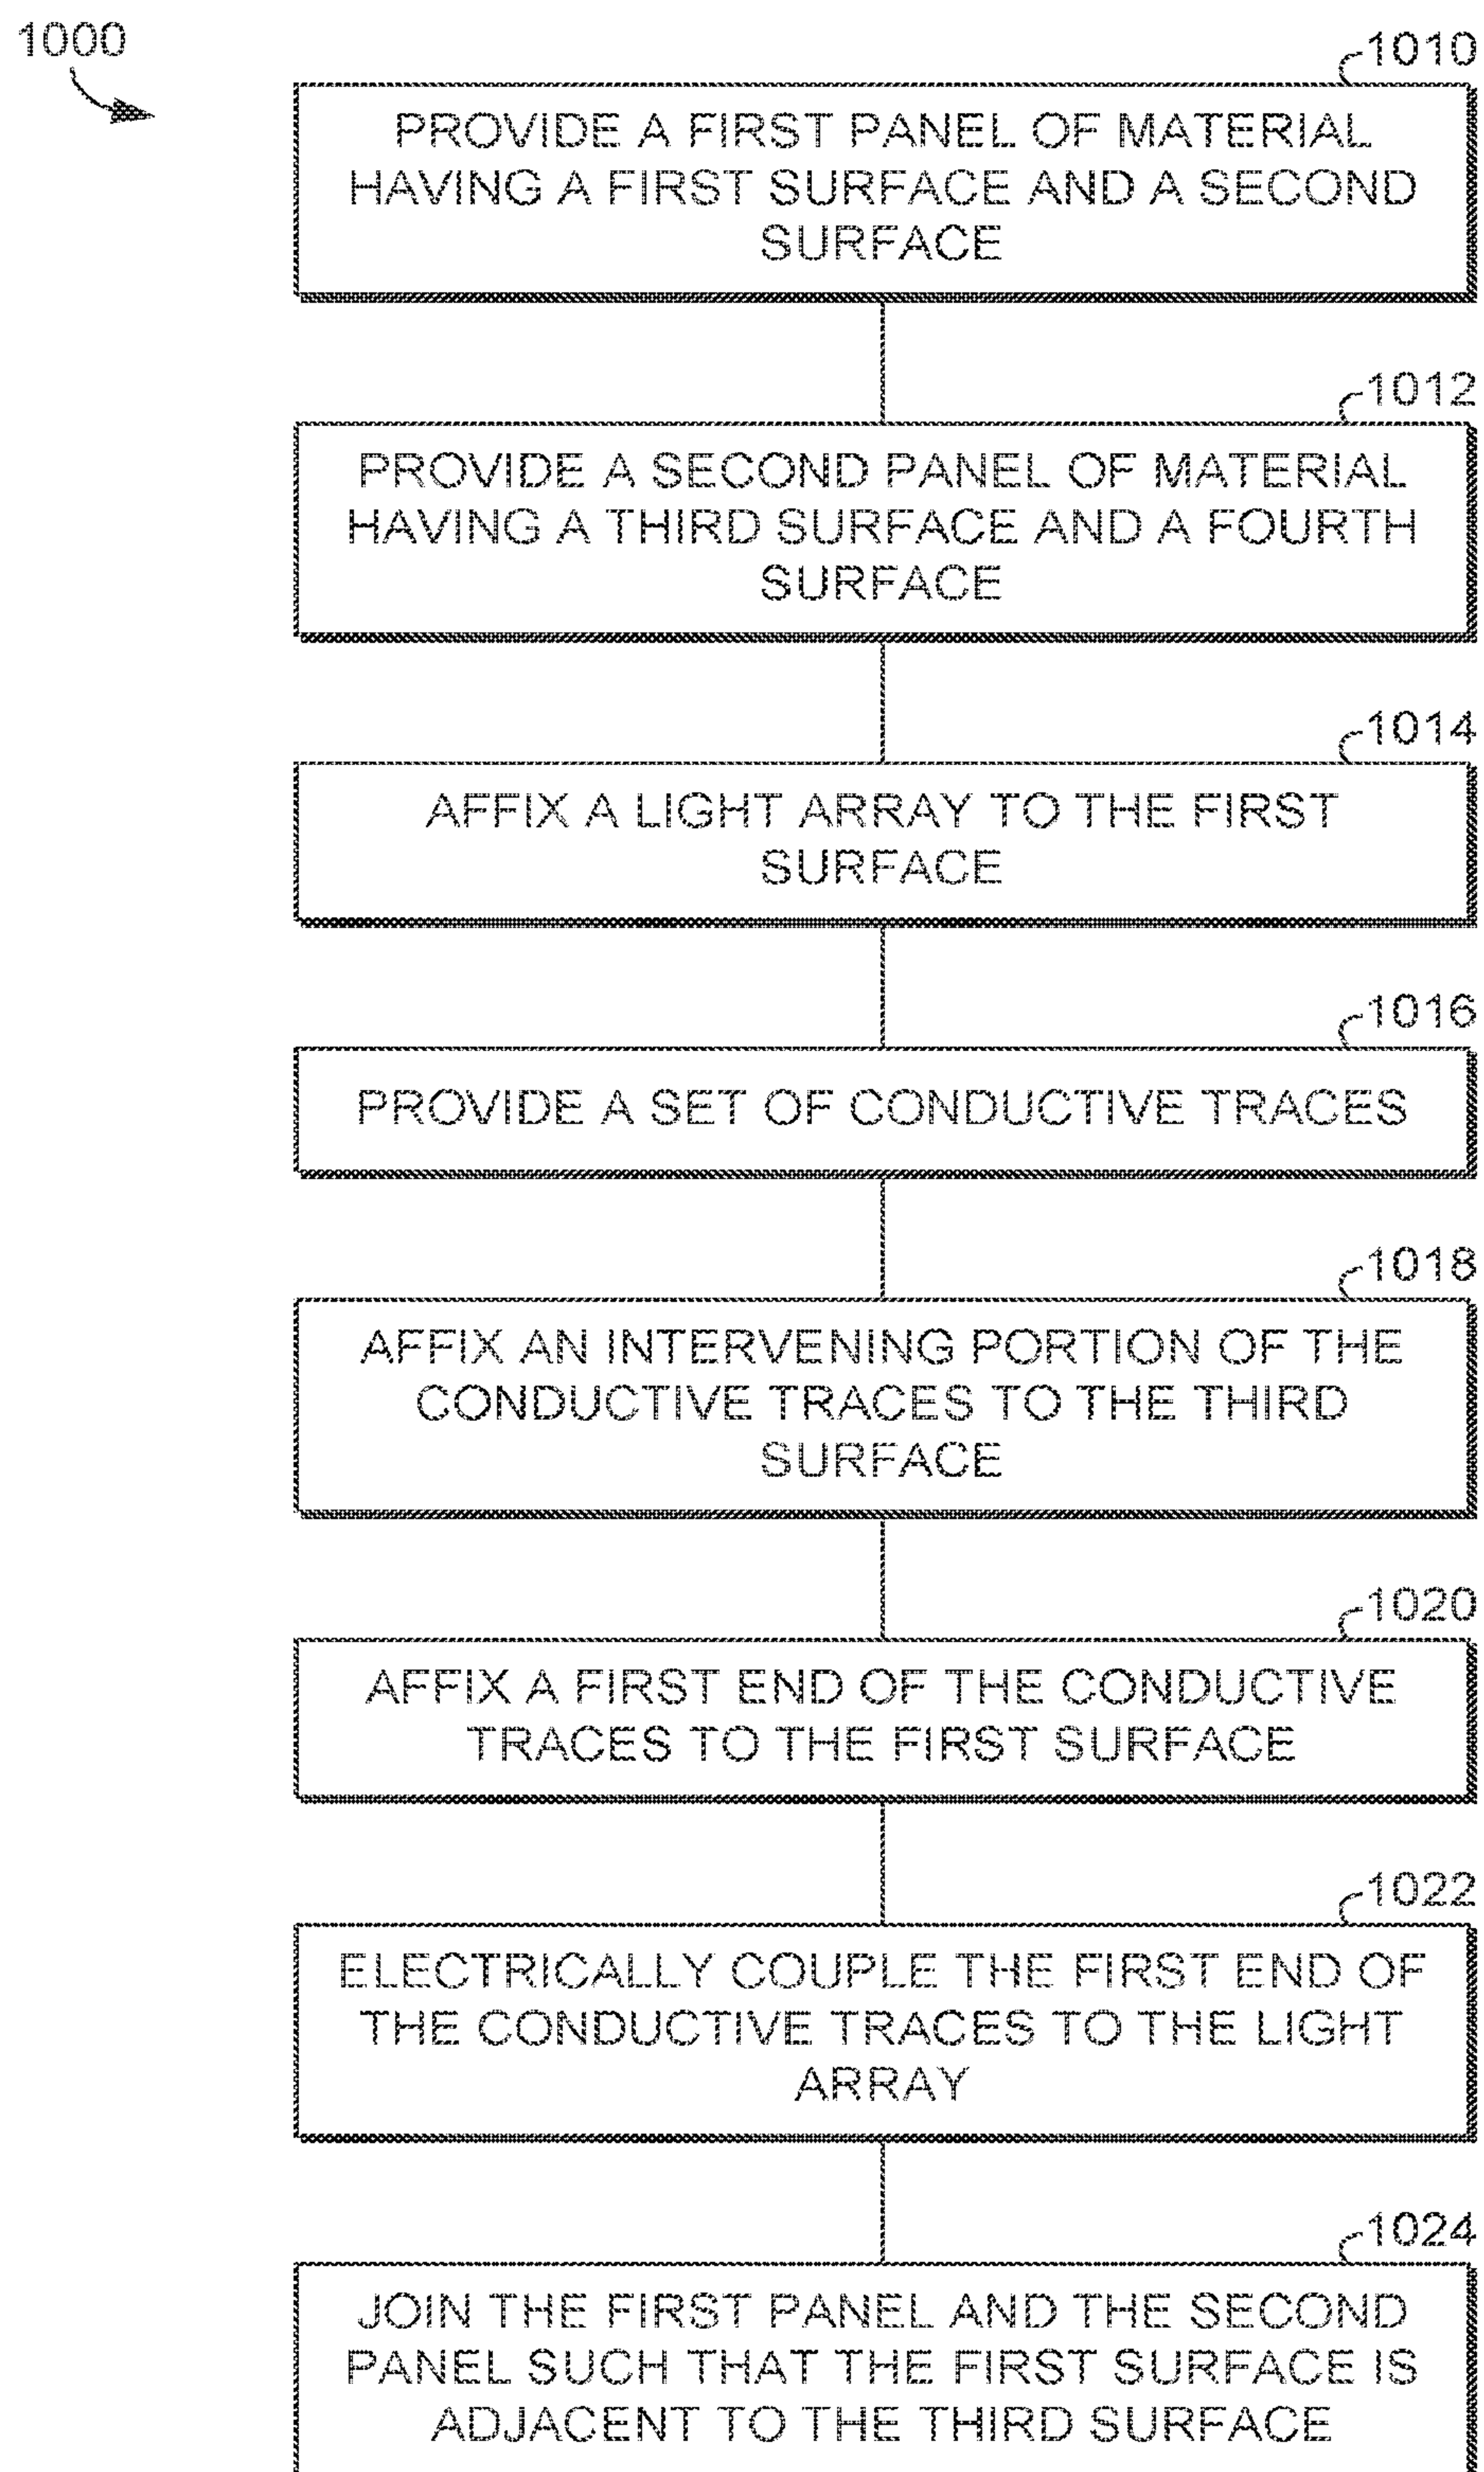 1000
1010
PROVIDE A FIRST PANEL OF MATERIAL
HAVING A FIRST SURFACE AND A SECOND
SURFACE
1012
PROVIDE A SECOND PANEL OF MATERIAL
HAVING A THIRD SURFACE AND A FOURTH
SURFACE
1014
AFFIX A LIGHT ARRAY TO THE FIRST
SURFACE
1016
PROVIDE A SET OF CONDUCTIVE TRACES
1018
AFFIX AN INTERVENING PORTION OF THE
CONDUCTIVE TRACES TO THE THIRD
SURFACE
1020
AFFIX A FIRST END OF THE CONDUCTIVE
TRACES TO THE FIRST SURFACE
1022
ELECTRICALLY COUPLE THE FIRST END OF
THE CONDUCTIVE TRACES TO THE LIGHT
ARRAY
1024
JOIN THE FIRST PANEL AND THE SECOND
PANEL SUCH THAT THE FIRST SURFACE IS
ADJACENT TO THE THIRD SURFACE